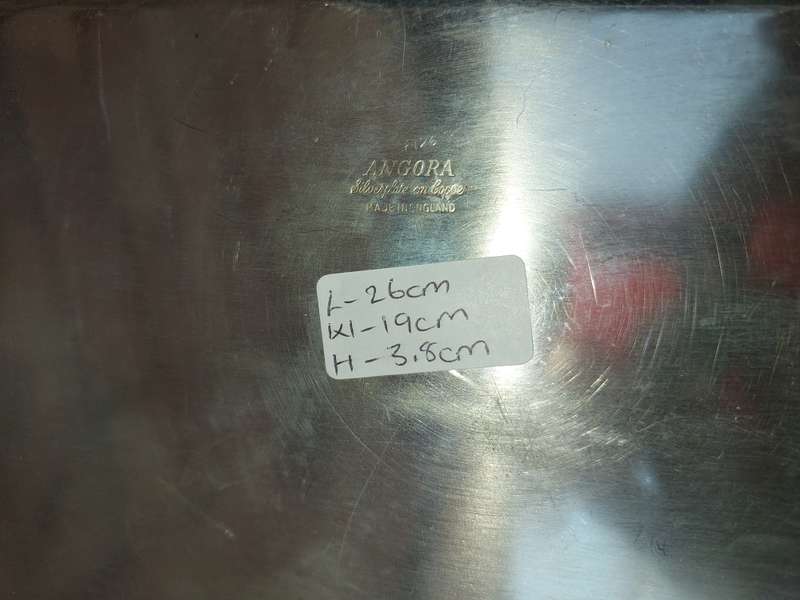 ANGORA
Silverplate on Copper
MADE IN ENGLAND
L-26cm
W-19cm
H-3.8cm